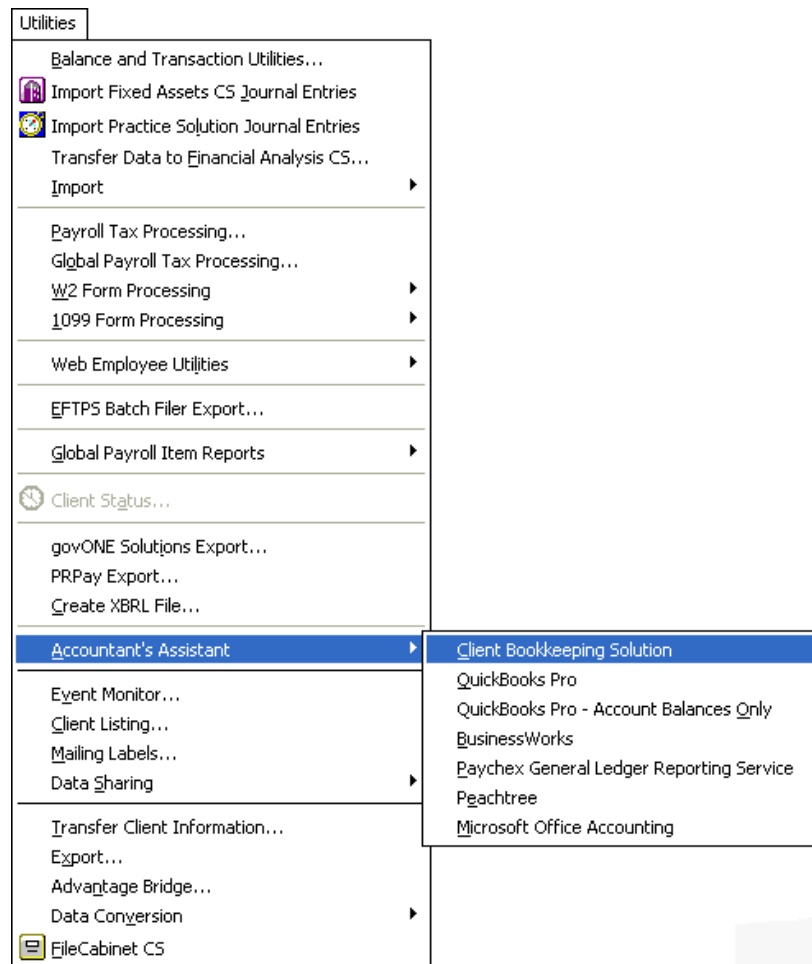 Utilities
Balance and Transaction Utilities...
Import Fixed Assets CS Journal Entries
Import Practice Solution Journal Entries
Transfer Data to Financial Analysis CS...
Import
Payroll Tax Processing...
Global Payroll Tax Processing...
W2 Form Processing
1099 Form Processing
Web Employee Utilities
EFTPS Batch Filer Export...
Global Payroll Item Reports
Client Status...
govONE Solutions Export...
PRPay Export...
Create XBRL File...
Accountant's Assistant
Event Monitor...
Client Listing...
Mailing Labels...
Data Sharing
Transfer Client Information...
Export...
Advantage Bridge...
Data Conversion
FileCabinet CS
Client Bookkeeping Solution
QuickBooks Pro
QuickBooks Pro - Account Balances Only
BusinessWorks
Paychex General Ledger Reporting Service
Peachtree
Microsoft Office Accounting